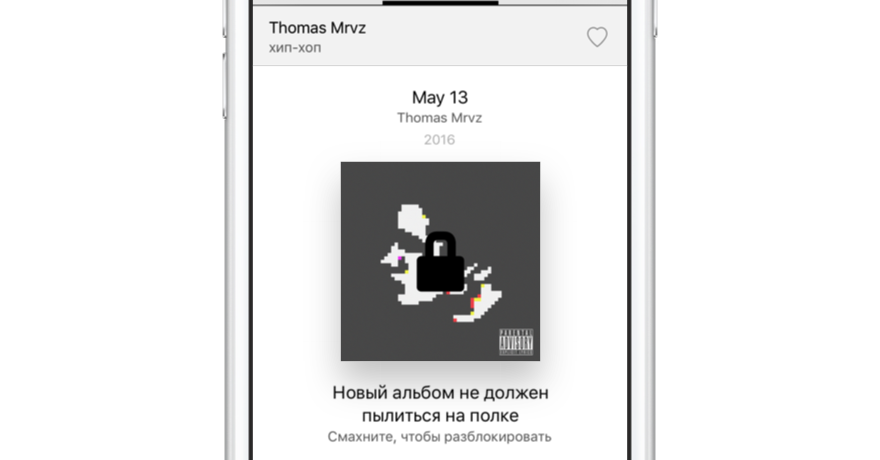 Thomas Mrvz
хип-хоп
May 13
Thomas Mrvz
2016
PARENTAL
ADVISORY
Новый альбом не должен
пылиться на полке
Смахните, чтобы разблокировать